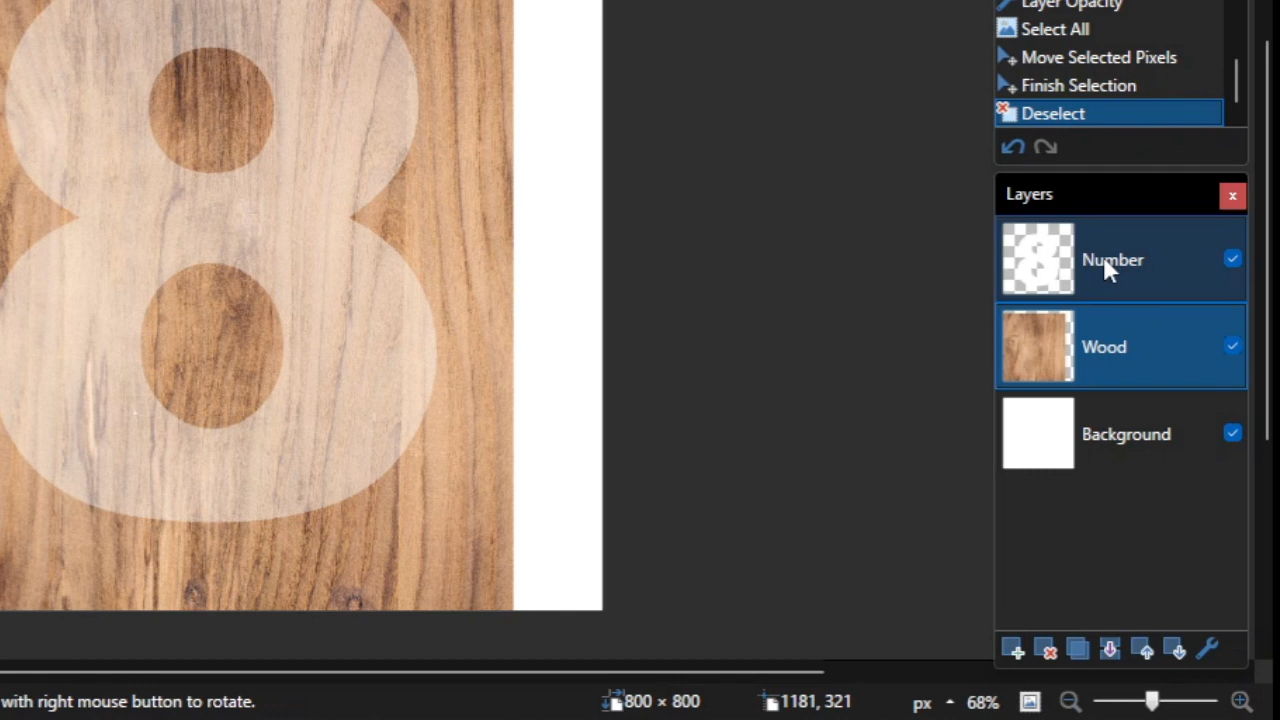 Layer Opacity
Select All
Move Selected Pixels
Finish Selection
Deselect
Layers
x
8
Number
Wood
Background
with right mouse button to rotate.
800 × 800
1181, 321
px
68%